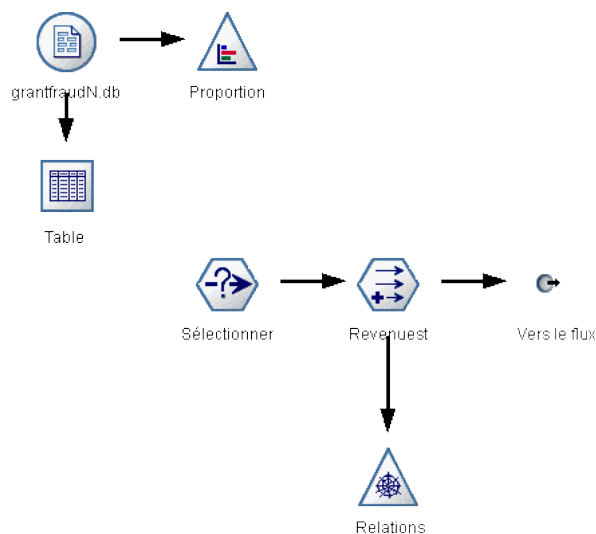 grantfraudN.db
Proportion
Table
Sélectionner
Revenuest
Vers le flux
Relations